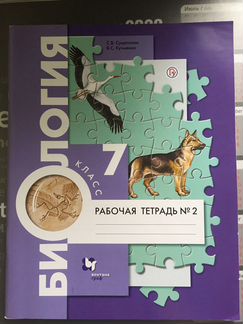 С.В. Суматохин
В.С. Кучменко
БИОЛОГИЯ
7
КЛАСС
РАБОЧАЯ ТЕТРАДЬ № 2
вентана
граф